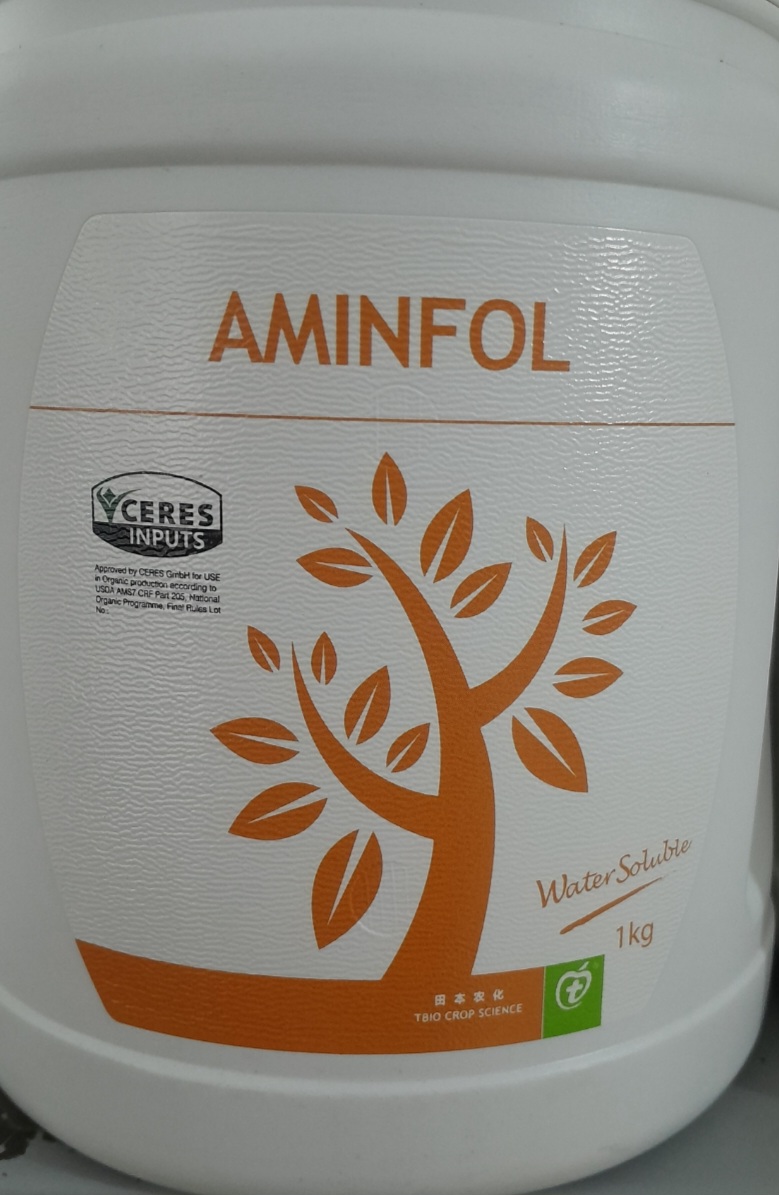 AMINFOL
CERES
INPUTS
Approved by CERES GmbH for USE
in Organic production according to
USDA AMS7 CRF Part 205, National
Organic Programme, Final Rules Lot
No.:
Water Soluble
1kg
田本农化
TBIO CROP SCIENCE